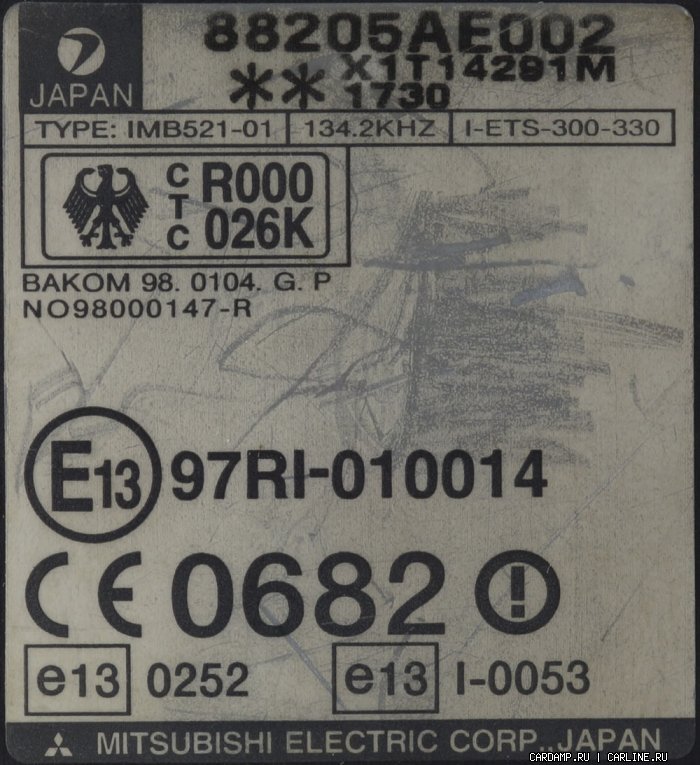 88205AE002
JAPAN
** X1T14291M
1730
TYPE: IMB521-01 134.2KHZ I-ETS-300-330
CTC R000
026K
BAKOM 98. 0104. G. P
NO98000147-R
E13 97RI-010014
CE 0682 !
e13 0252 e13 I-0053
MITSUBISHI ELECTRIC CORP., JAPAN
CARDAMP.RU | CARLINE.RU